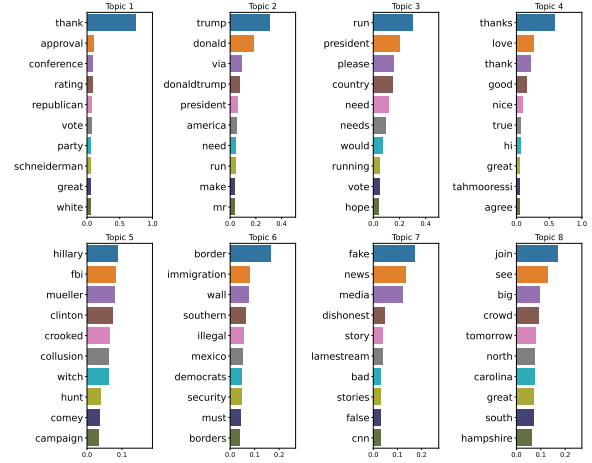 Topic 1
thank
approval
conference
rating
republican
vote
party
schneiderman
great
white
0.0 0.5 1.0
Topic 2
trump
donald
via
donaldtrump
president
america
need
run
make
mr
0.0 0.2 0.4
Topic 3
run
president
please
country
need
needs
would
running
vote
hope
0.0 0.2 0.4
Topic 4
thanks
love
thank
good
nice
true
hi
great
tahmooressi
agree
0.0 0.5 1.0
Topic 5
hillary
fbi
mueller
clinton
crooked
collusion
witch
hunt
comey
campaign
0.0 0.1
Topic 6
border
immigration
wall
southern
illegal
mexico
democrats
security
must
borders
0.0 0.1 0.2
Topic 7
fake
news
media
dishonest
story
lamestream
bad
stories
false
cnn
0.0 0.1 0.2
Topic 8
join
see
big
crowd
tomorrow
north
carolina
great
south
hampshire
0.0 0.1 0.2